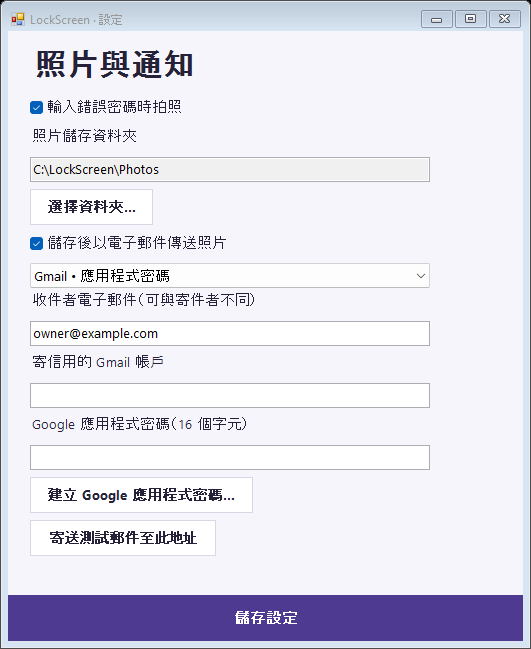 LockScreen · 設定
照片與通知
輸入錯誤密碼時拍照
照片儲存資料夾
C:\LockScreen\Photos
選擇資料夾...
儲存後以電子郵件傳送照片
Gmail • 應用程式密碼
收件者電子郵件（可與寄件者不同）
owner@example.com
寄信用的 Gmail 帳戶
Google 應用程式密碼（16 個字元）
建立 Google 應用程式密碼...
寄送測試郵件至此地址
儲存設定